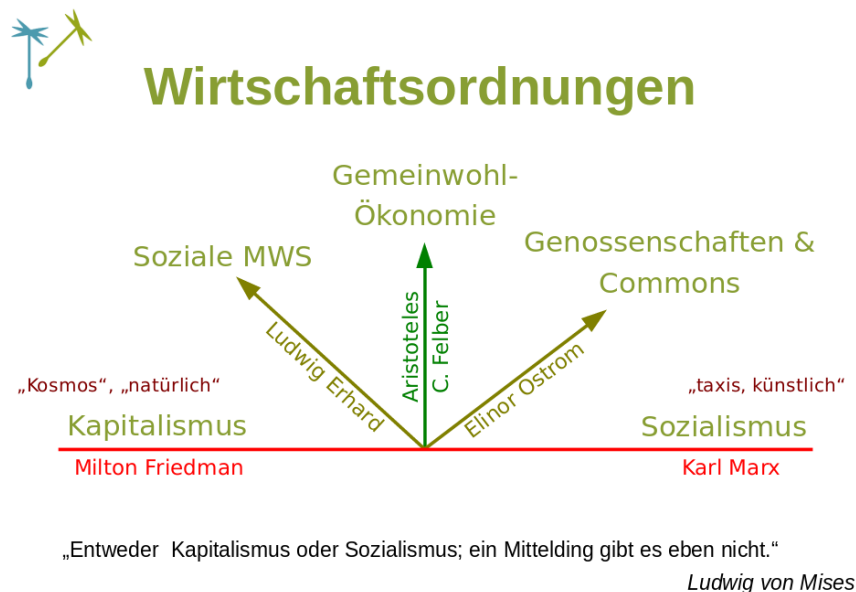 Wirtschaftsordnungen
Gemeinwohl-
Ökonomie
Soziale MWS
Genossenschaften &
Commons
Ludwig Erhard
Aristoteles
C. Felber
Elinor Ostrom
„Kosmos“, „natürlich“
„taxis, künstlich“
Kapitalismus
Sozialismus
Milton Friedman
Karl Marx
„Entweder  Kapitalismus oder Sozialismus; ein Mittelding gibt es eben nicht.“
Ludwig von Mises